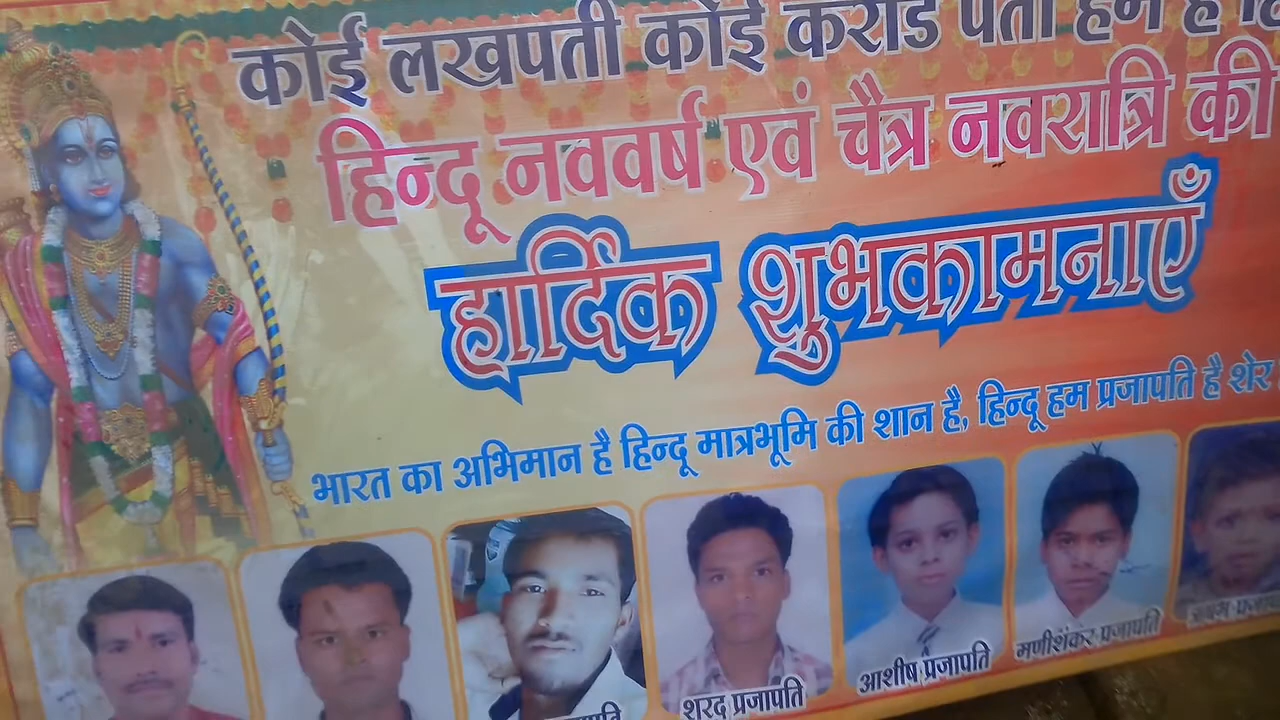 कोई लखपती कोई करोड पती हम है
हिन्दू नववर्ष एवं चैत्र नवरात्रि की
हार्दिक शुभकामनाएँ
भारत का अभिमान है हिन्दू मात्रभूमि की शान है, हिन्दू हम प्रजापति है शेर
शरद प्रजापति
आशीष प्रजापति
मणीशंकर प्रजापति